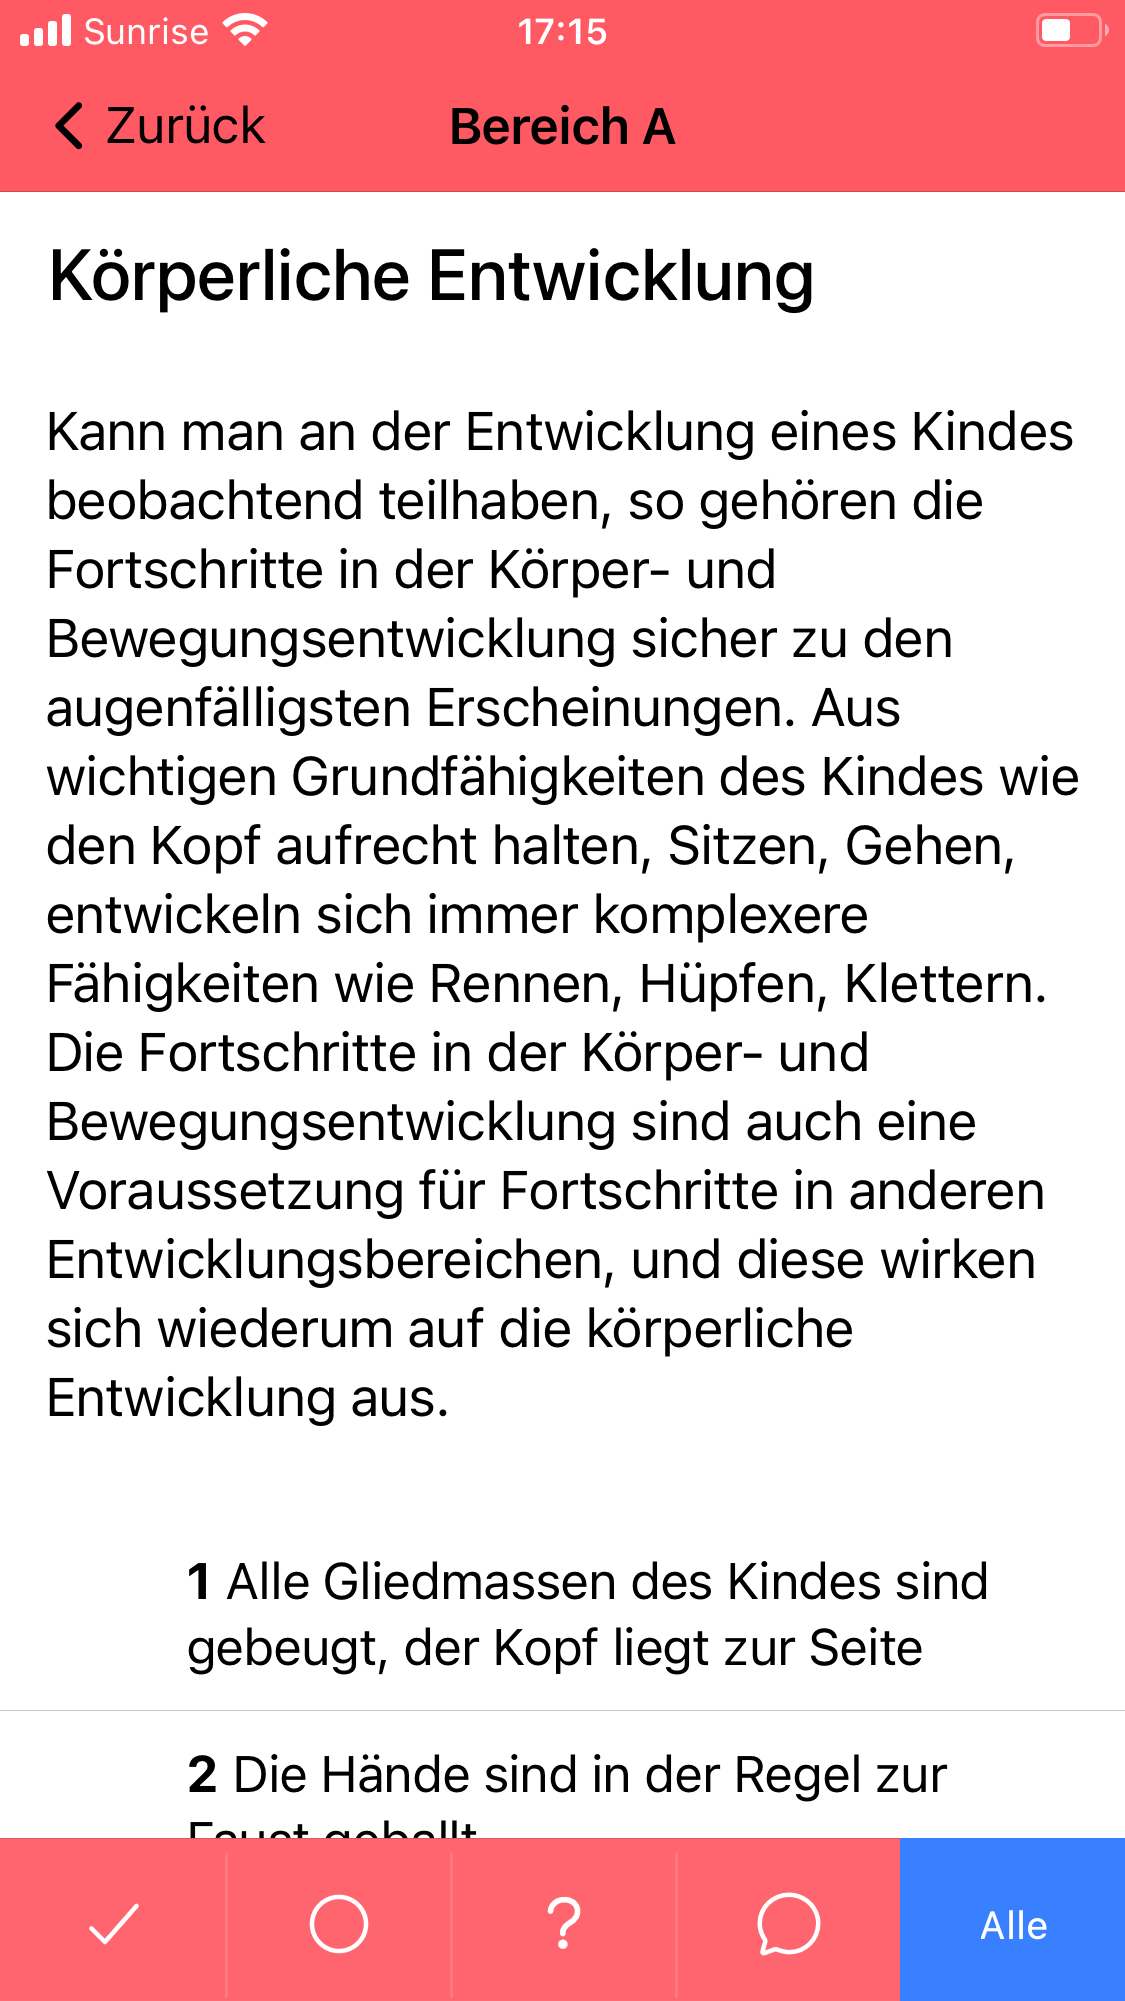 Sunrise
17:15
Zurück
Bereich A
Körperliche Entwicklung
Kann man an der Entwicklung eines Kindes
beobachtend teilhaben, so gehören die
Fortschritte in der Körper- und
Bewegungsentwicklung sicher zu den
augenfälligsten Erscheinungen. Aus
wichtigen Grundfähigkeiten des Kindes wie
den Kopf aufrecht halten, Sitzen, Gehen,
entwickeln sich immer komplexere
Fähigkeiten wie Rennen, Hüpfen, Klettern.
Die Fortschritte in der Körper- und
Bewegungsentwicklung sind auch eine
Voraussetzung für Fortschritte in anderen
Entwicklungsbereichen, und diese wirken
sich wiederum auf die körperliche
Entwicklung aus.
1 Alle Gliedmassen des Kindes sind
gebeugt, der Kopf liegt zur Seite
2 Die Hände sind in der Regel zur
Faust geballt
?
Alle